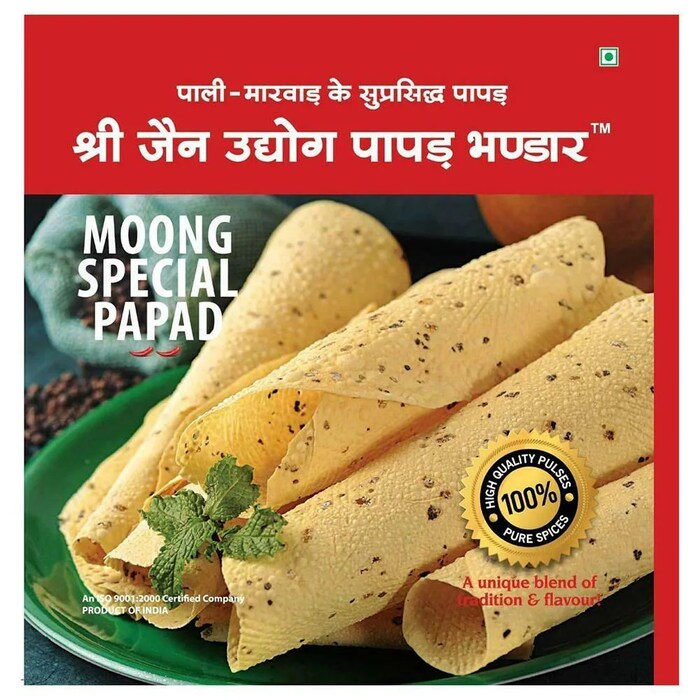 पाली - मारवाड़ के सुप्रसिद्ध पापड़
श्री जैन उद्योग पापड़ भण्डार™
MOONG
SPECIAL
PAPAD
HIGH QUALITY PULSES
100%
PURE SPICES
A unique blend of
tradition & flavour!
An ISO 9001:2000 Certified Company
PRODUCT OF INDIA